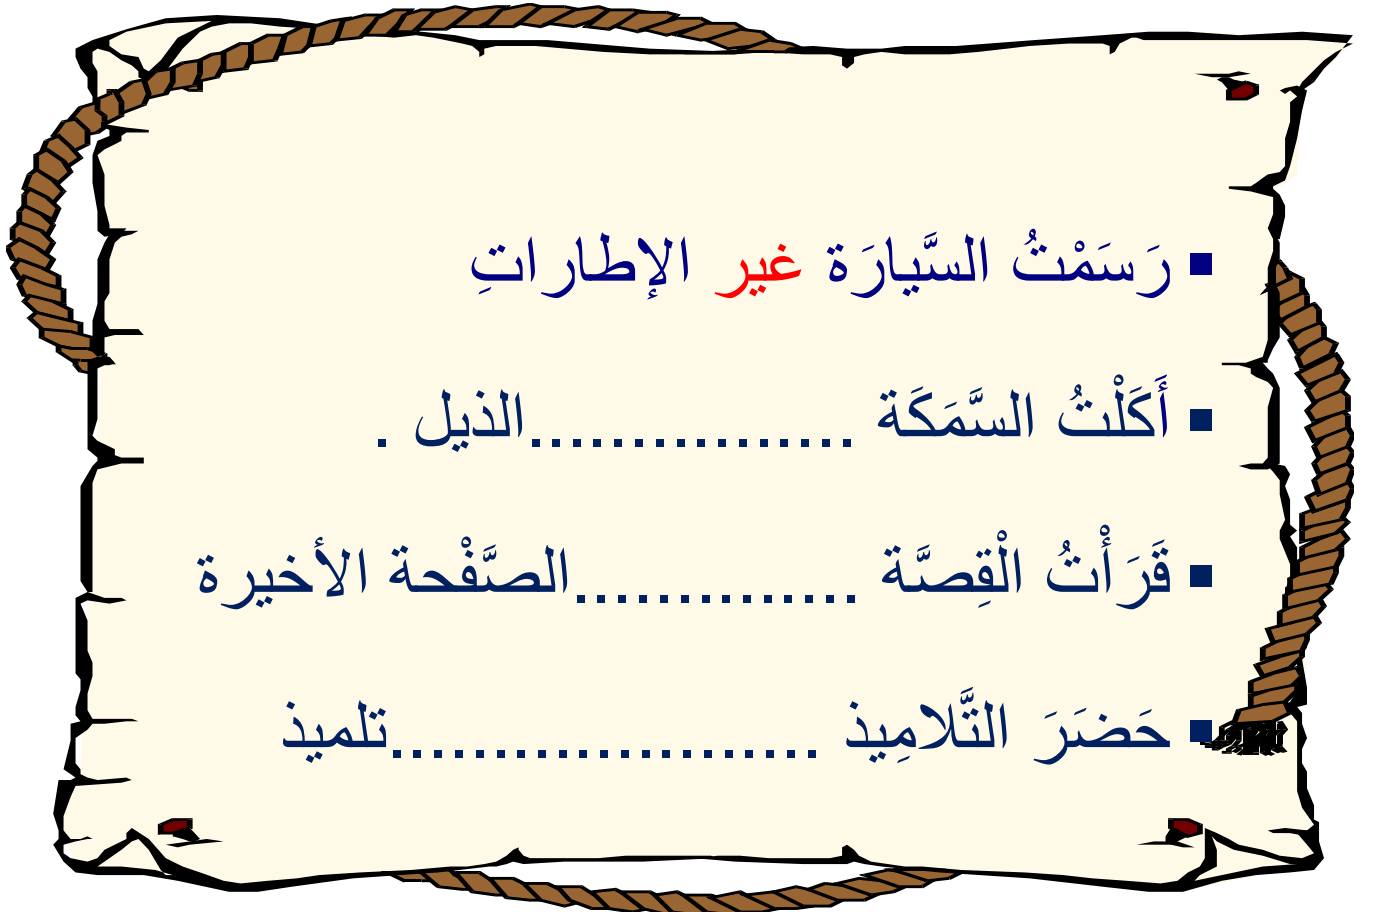 ▪ رَسَمْتُ السَّيارَة غير الإطاراتِ
▪ أَكَلْتُ السَّمَكَة ................الذيل .
▪ قَرَأْتُ الْقِصَّة ..............الصَّفْحة الأخيرة
▪ حَضَرَ التَّلامِيذ .....................تلميذ